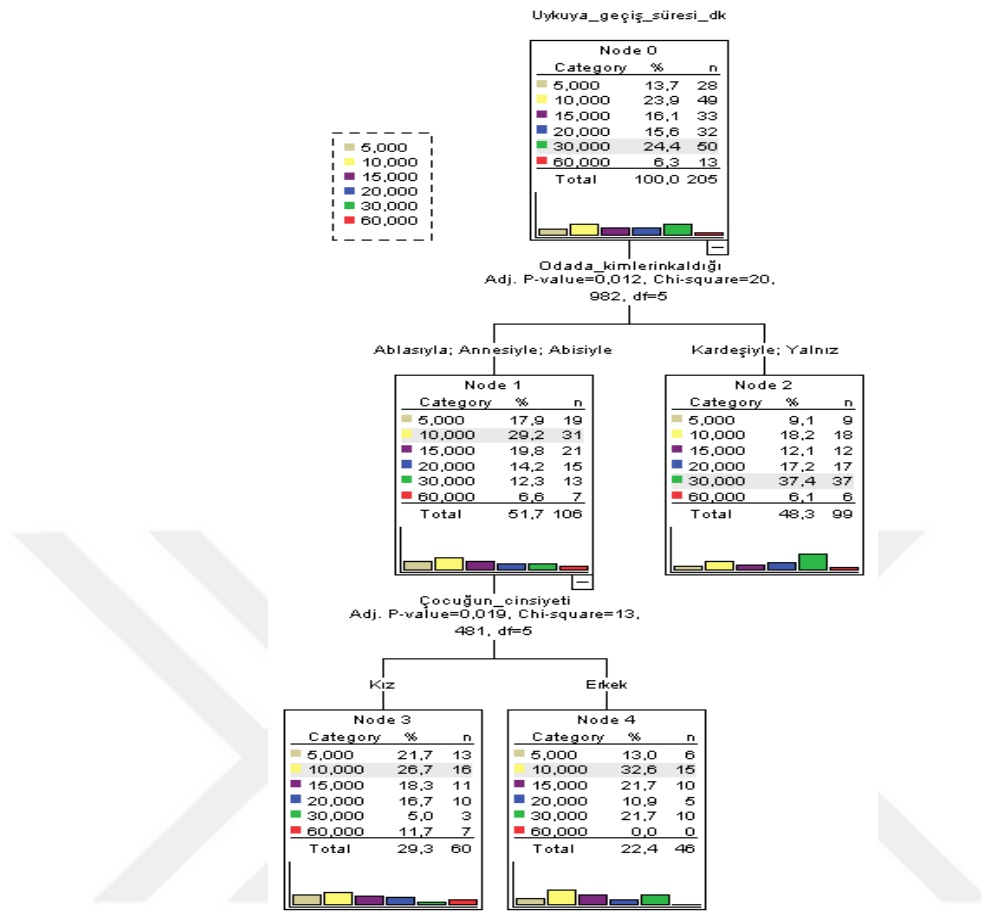 Uykuya_geçiş_süresi_dk
Node 0
Category % n
5,000 13,7 28
10,000 23,9 49
15,000 16,1 33
20,000 15,6 32
30,000 24,4 50
60,000 6,3 13
Total 100,0 205
5,000
10,000
15,000
20,000
30,000
60,000
Odada_kimlerinkaldığı
Adj. P-value=0,012, Chi-square=20,
982, df=5
Ablasıyla; Annesiyle; Abisiyle
Kardeşiyle; Yalnız
Node 1
Category % n
5,000 17,9 19
10,000 29,2 31
15,000 19,8 21
20,000 14,2 15
30,000 12,3 13
60,000 6,6 7
Total 51,7 106
Node 2
Category % n
5,000 9,1 9
10,000 18,2 18
15,000 12,1 12
20,000 17,2 17
30,000 37,4 37
60,000 6,1 6
Total 48,3 99
Çocuğun_cinsiyeti
Adj. P-value=0,019, Chi-square=13,
481, df=5
Kız
Erkek
Node 3
Category % n
5,000 21,7 13
10,000 26,7 16
15,000 18,3 11
20,000 16,7 10
30,000 5,0 3
60,000 11,7 7
Total 29,3 60
Node 4
Category % n
5,000 13,0 6
10,000 32,6 15
15,000 21,7 10
20,000 10,9 5
30,000 21,7 10
60,000 0,0 0
Total 22,4 46